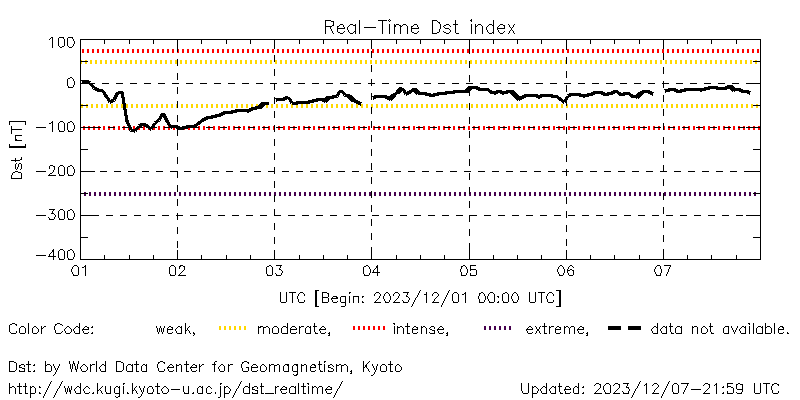 Real-Time Dst index
100
0
-100
-200
-300
-400
Dst [nT]
01 02 03 04 05 06 07
UTC [Begin: 2023/12/01 00:00 UTC]
Color Code: weak, moderate, intense, extreme, data not available.
Dst: by World Data Center for Geomagnetism, Kyoto
http://wdc.kugi.kyoto-u.ac.jp/dst_realtime/ Updated: 2023/12/07-21:59 UTC